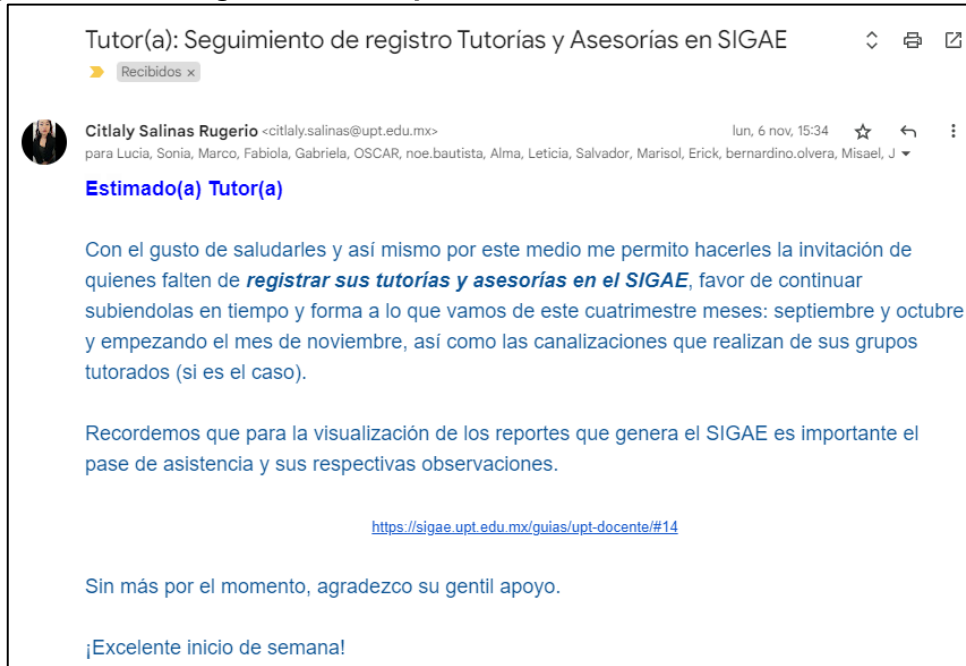 Tutor(a): Seguimiento de registro Tutorías y Asesorías en SIGAE
Recibidos ×
Citlaly Salinas Rugerio <citlaly.salinas@upt.edu.mx>
lun, 6 nov, 15:34
para Lucia, Sonia, Marco, Fabiola, Gabriela, OSCAR, noe.bautista, Alma, Leticia, Salvador, Marisol, Erick, bernardino.olvera, Misael, J
Estimado(a) Tutor(a)
Con el gusto de saludarles y así mismo por este medio me permito hacerles la invitación de
quienes falten de registrar sus tutorías y asesorías en el SIGAE, favor de continuar
subiendolas en tiempo y forma a lo que vamos de este cuatrimestre meses: septiembre y octubre
y empezando el mes de noviembre, así como las canalizaciones que realizan de sus grupos
tutorados (si es el caso).
Recordemos que para la visualización de los reportes que genera el SIGAE es importante el
pase de asistencia y sus respectivas observaciones.
https://sigae.upt.edu.mx/guias/upt-docente/#14
Sin más por el momento, agradezco su gentil apoyo.
¡Excelente inicio de semana!